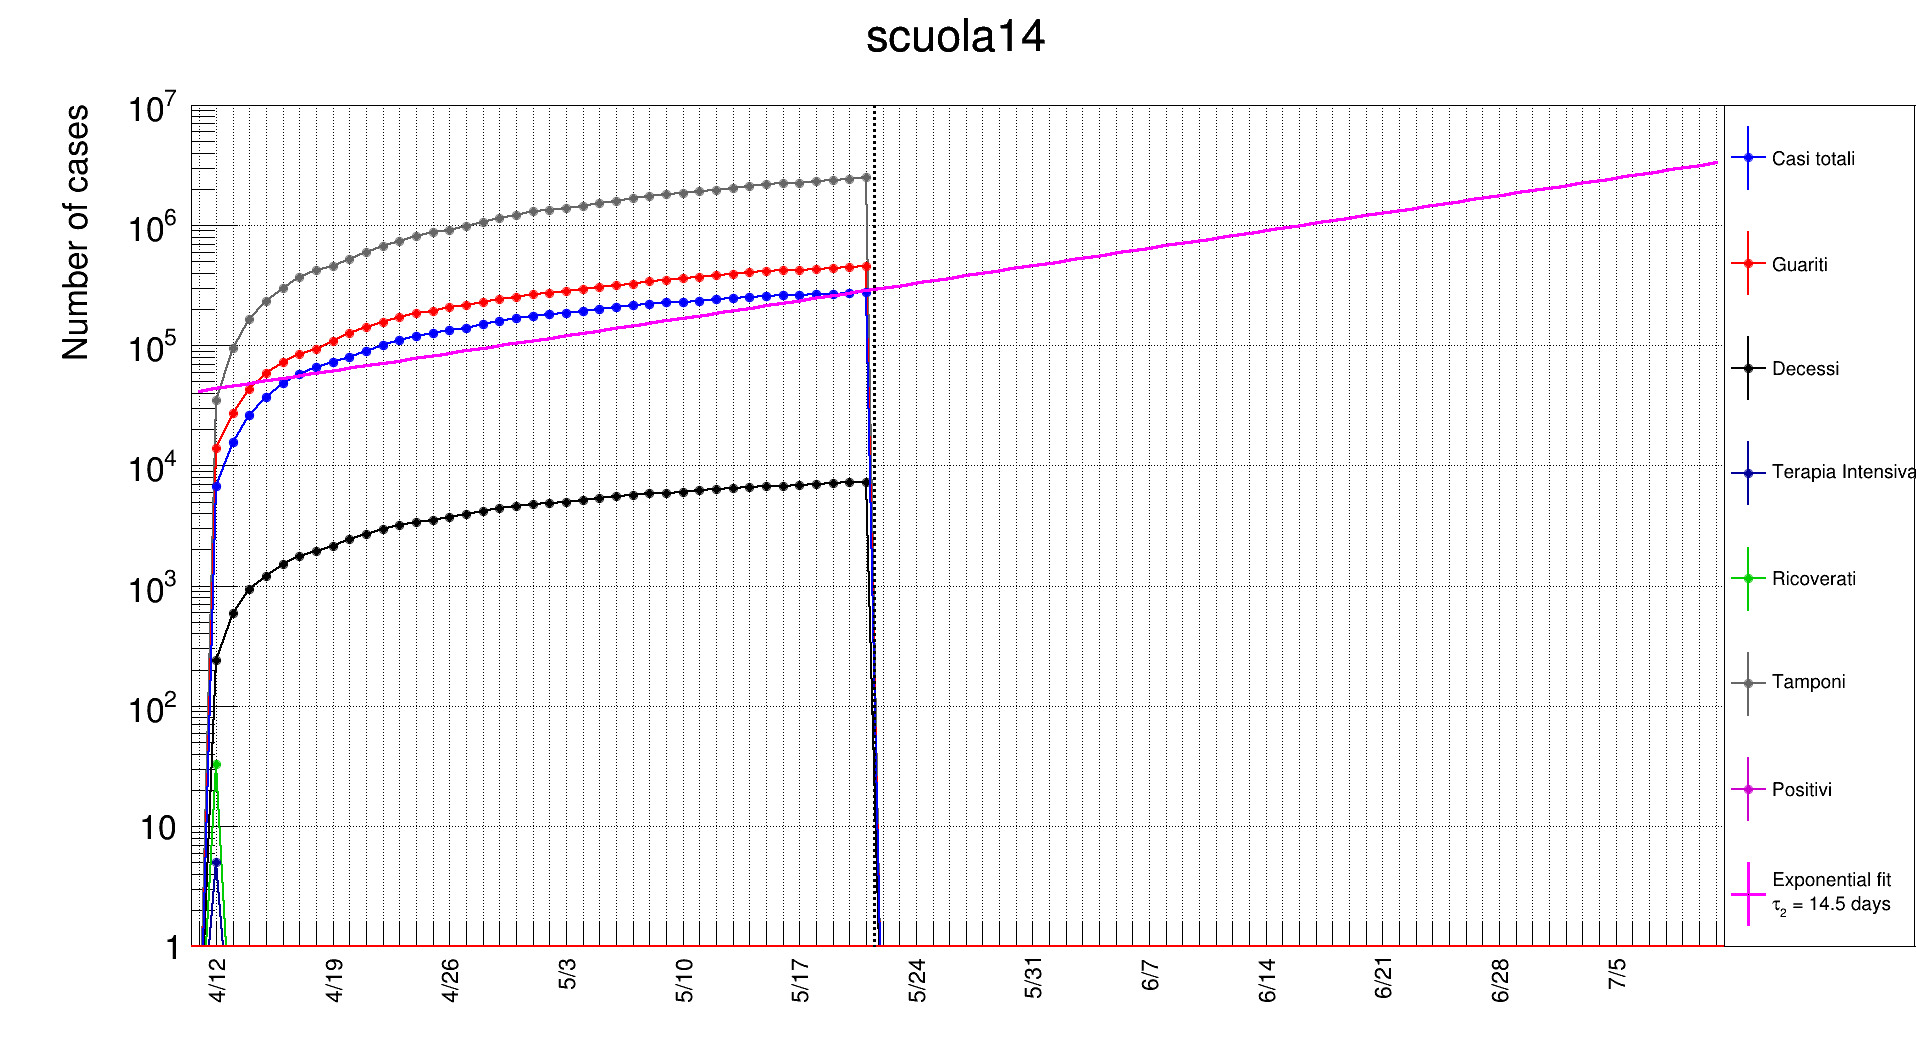 scuola14
Number of cases
10^7
10^6
10^5
10^4
10^3
10^2
10
1
4/12 4/19 4/26 5/3 5/10 5/17 5/24 5/31 6/7 6/14 6/21 6/28 7/5
Casi totali
Guariti
Decessi
Terapia Intensiva
Ricoverati
Tamponi
Positivi
Exponential fit
τ₂ = 14.5 days